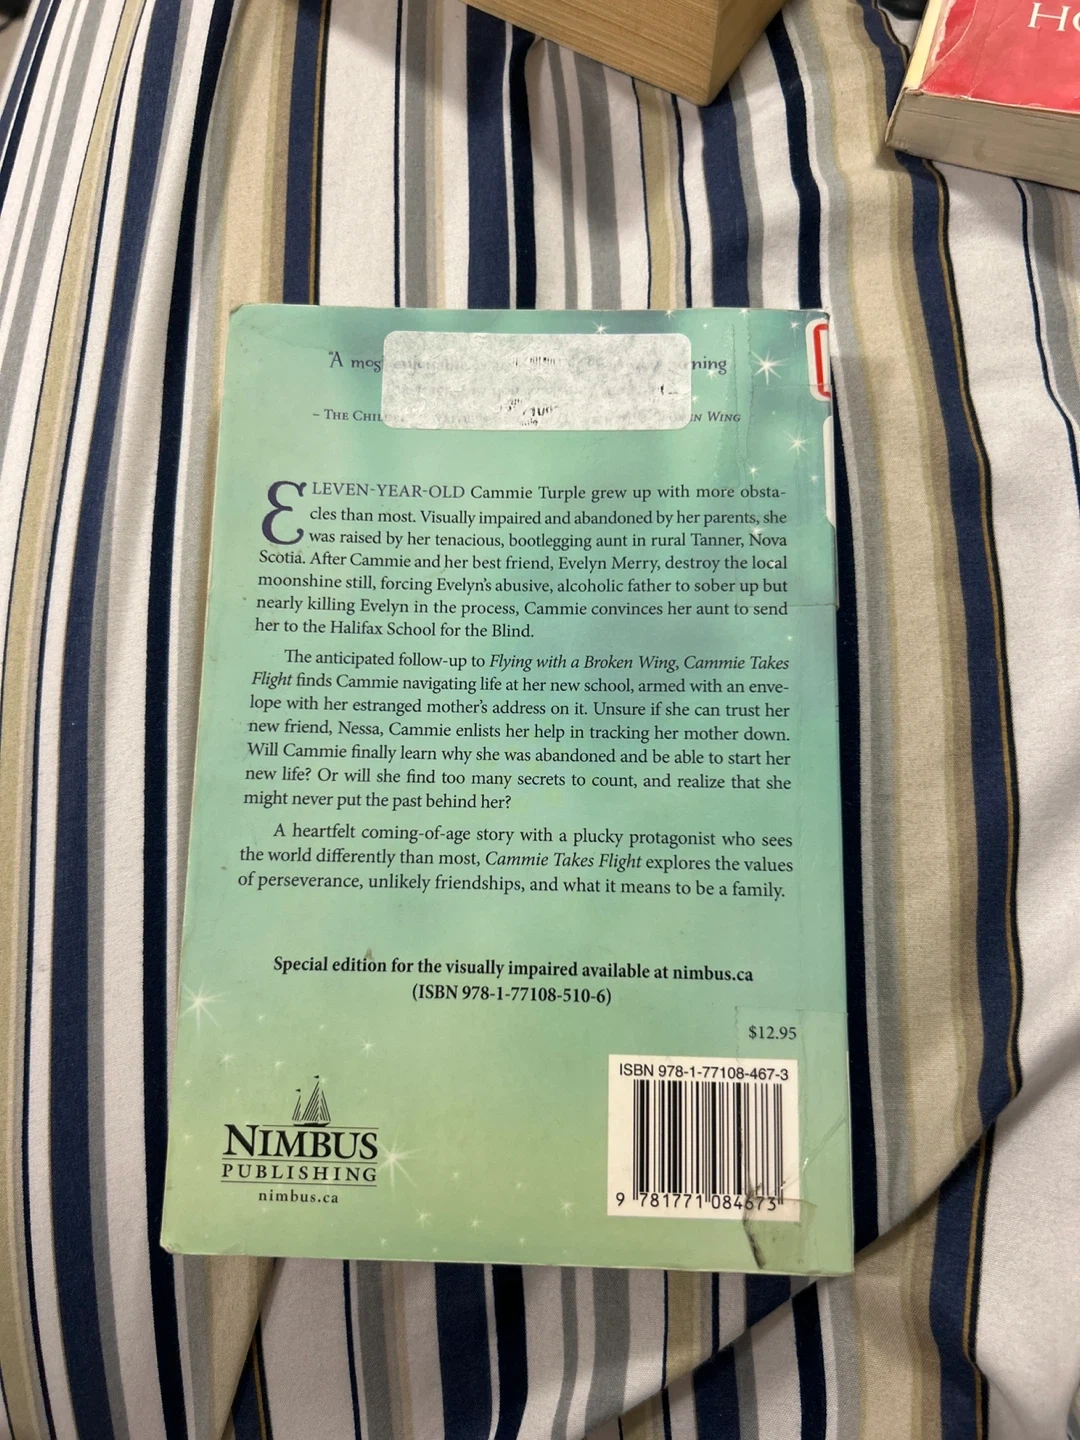 HO
"A mos ning
– THE CHIL N WING
ELEVEN-YEAR-OLD Cammie Turple grew up with more obsta-
cles than most. Visually impaired and abandoned by her parents, she
was raised by her tenacious, bootlegging aunt in rural Tanner, Nova
Scotia. After Cammie and her best friend, Evelyn Merry, destroy the local
moonshine still, forcing Evelyn's abusive, alcoholic father to sober up but
nearly killing Evelyn in the process, Cammie convinces her aunt to send
her to the Halifax School for the Blind.
The anticipated follow-up to Flying with a Broken Wing, Cammie Takes
Flight finds Cammie navigating life at her new school, armed with an enve-
lope with her estranged mother's address on it. Unsure if she can trust her
new friend, Nessa, Cammie enlists her help in tracking her mother down.
Will Cammie finally learn why she was abandoned and be able to start her
new life? Or will she find too many secrets to count, and realize that she
might never put the past behind her?
A heartfelt coming-of-age story with a plucky protagonist who sees
the world differently than most, Cammie Takes Flight explores the values
of perseverance, unlikely friendships, and what it means to be a family.
Special edition for the visually impaired available at nimbus.ca
(ISBN 978-1-77108-510-6)
$12.95
ISBN 978-1-77108-467-3
9 781771 084673
NIMBUS
PUBLISHING
nimbus.ca